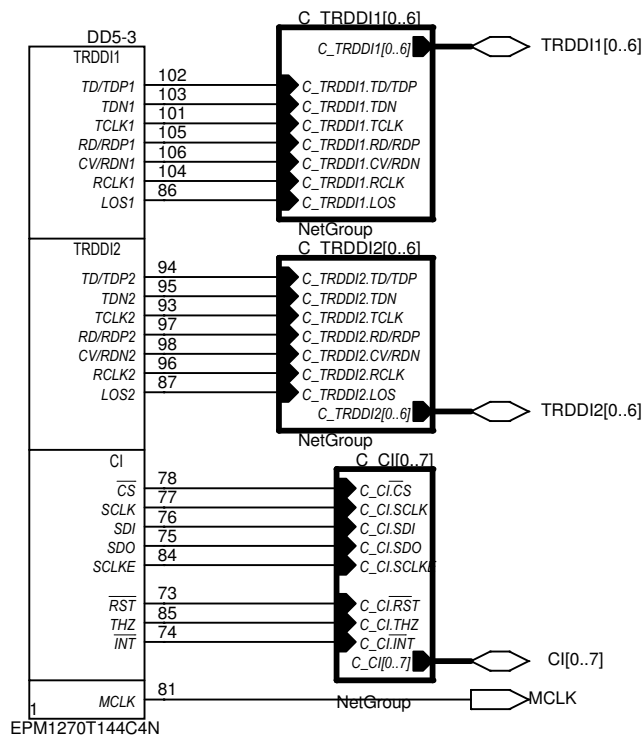 C_TRDDI1[0..6]
DD5-3
TRDDI1
C_TRDDI1[0..6]
TRDDI1[0..6]
TD/TDP1 102 C_TRDDI1.TD/TDP
TDN1 103 C_TRDDI1.TDN
TCLK1 101 C_TRDDI1.TCLK
RD/RDP1 105 C_TRDDI1.RD/RDP
CV/RDN1 106 C_TRDDI1.CV/RDN
RCLK1 104 C_TRDDI1.RCLK
LOS1 86 C_TRDDI1.LOS
NetGroup
TRDDI2
C_TRDDI2[0..6]
TD/TDP2 94 C_TRDDI2.TD/TDP
TDN2 95 C_TRDDI2.TDN
TCLK2 93 C_TRDDI2.TCLK
RD/RDP2 97 C_TRDDI2.RD/RDP
CV/RDN2 98 C_TRDDI2.CV/RDN
RCLK2 96 C_TRDDI2.RCLK
LOS2 87 C_TRDDI2.LOS
C_TRDDI2[0..6] TRDDI2[0..6]
NetGroup
CI
C_CI[0..7]
CS 78 C_CI.CS
SCLK 77 C_CI.SCLK
SDI 76 C_CI.SDI
SDO 75 C_CI.SDO
SCLKE 84 C_CI.SCLKE
RST 73 C_CI.RST
THZ 85 C_CI.THZ
INT 74 C_CI.INT
C_CI[0..7] CI[0..7]
MCLK 81 NetGroup MCLK
1
EPM1270T144C4N